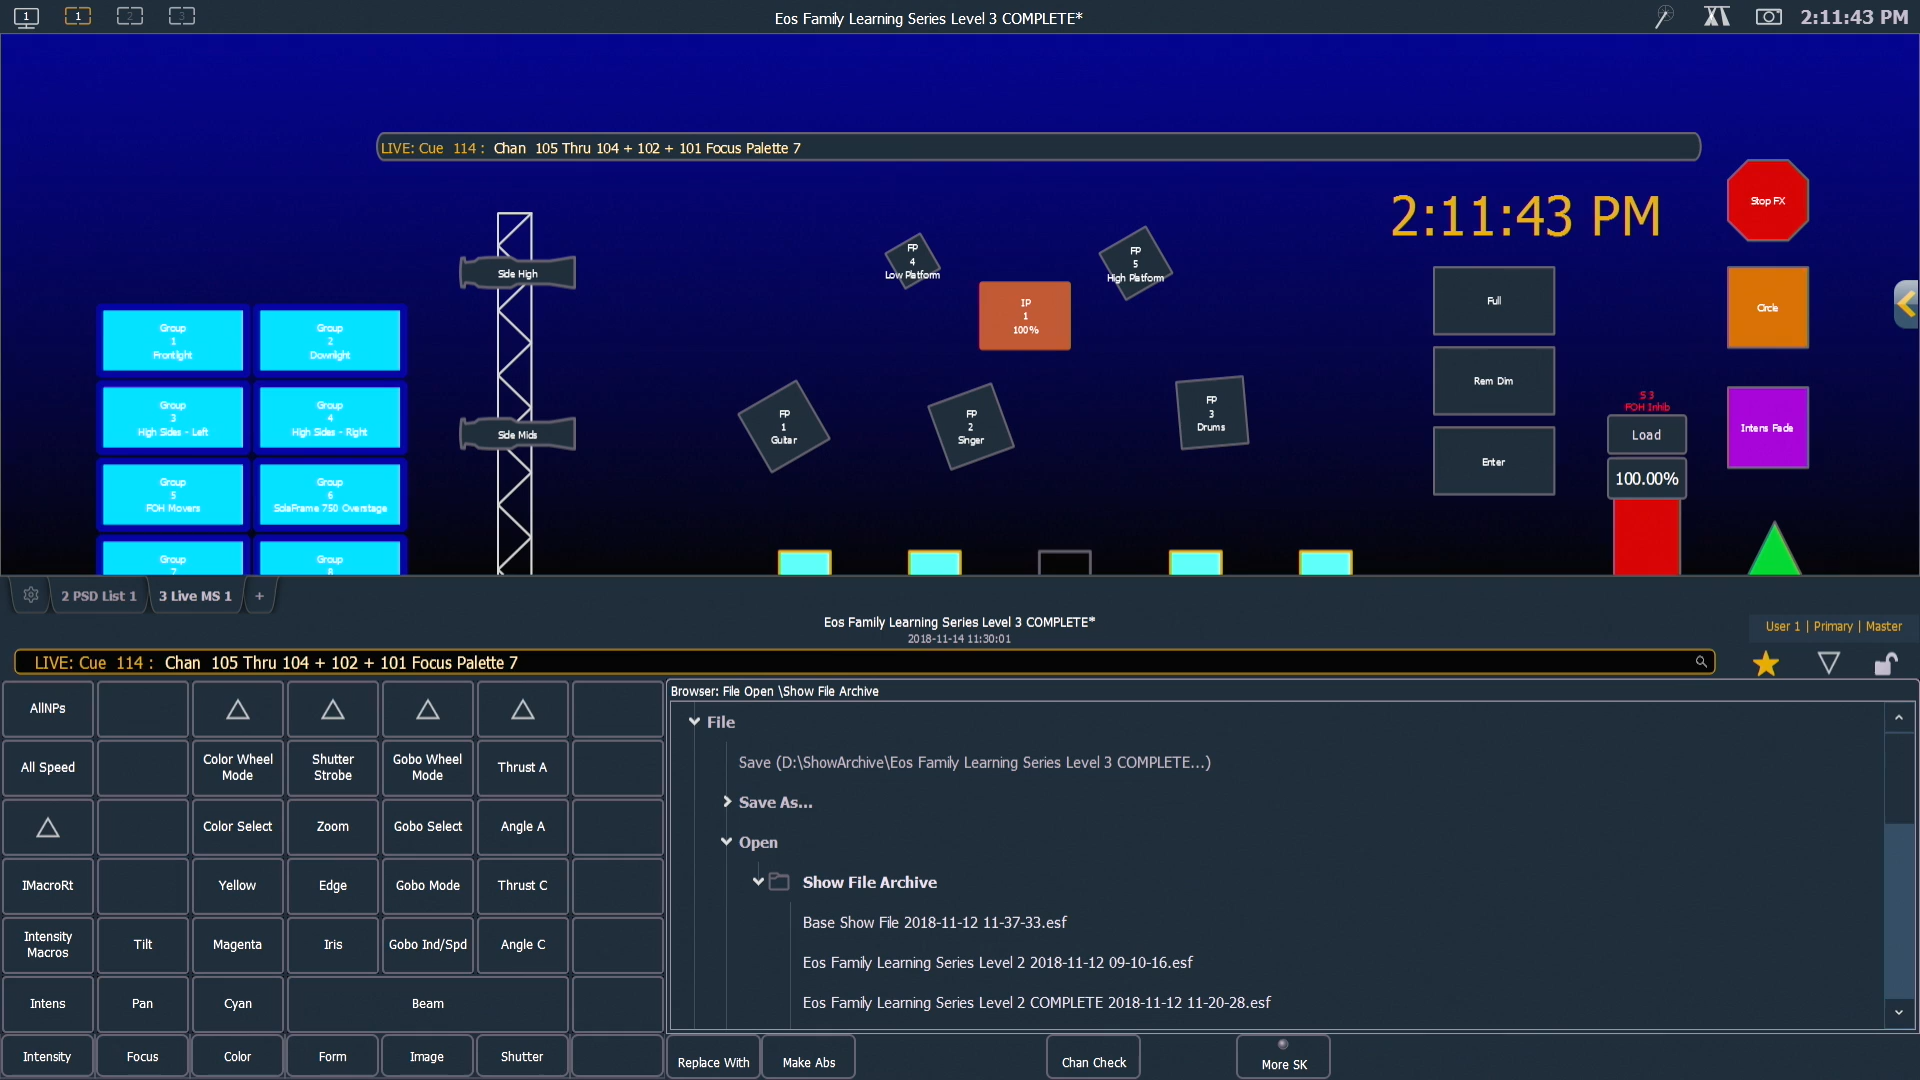 1
1
2
3
Eos Family Learning Series Level 3 COMPLETE*
2:11:43 PM
LIVE: Cue 114 : Chan 105 Thru 104 + 102 + 101 Focus Palette 7
2:11:43 PM
Stop FX
Side High
FP
4
Low Platform
FP
5
High Platform
IP
1
100%
Full
Circle
Group
1
Frontlight
Group
2
Downlight
Rem Dim
Group
3
High Sides - Left
Group
4
High Sides - Right
Side Mids
FP
1
Guitar
FP
2
Singer
FP
3
Drums
S 3
FOH Inhib
Load
Intens Fade
Enter
100.00%
Group
5
FOH Movers
Group
6
SolaFrame 750 Overstage
Group
7
Group
8
2 PSD List 1
3 Live MS 1
+
Eos Family Learning Series Level 3 COMPLETE*
2018-11-14 11:30:01
User 1 | Primary | Master
LIVE: Cue 114 : Chan 105 Thru 104 + 102 + 101 Focus Palette 7
AllNPs
All Speed
Color Wheel
Mode
Shutter
Strobe
Gobo Wheel
Mode
Thrust A
Color Select
Zoom
Gobo Select
Angle A
IMacroRt
Yellow
Edge
Gobo Mode
Thrust C
Intensity
Macros
Tilt
Magenta
Iris
Gobo Ind/Spd
Angle C
Intens
Pan
Cyan
Beam
Intensity
Focus
Color
Form
Image
Shutter
Browser: File Open \Show File Archive
File
Save (D:\ShowArchive\Eos Family Learning Series Level 3 COMPLETE...)
Save As...
Open
Show File Archive
Base Show File 2018-11-12 11-37-33.esf
Eos Family Learning Series Level 2 2018-11-12 09-10-16.esf
Eos Family Learning Series Level 2 COMPLETE 2018-11-12 11-20-28.esf
Replace With
Make Abs
Chan Check
More SK